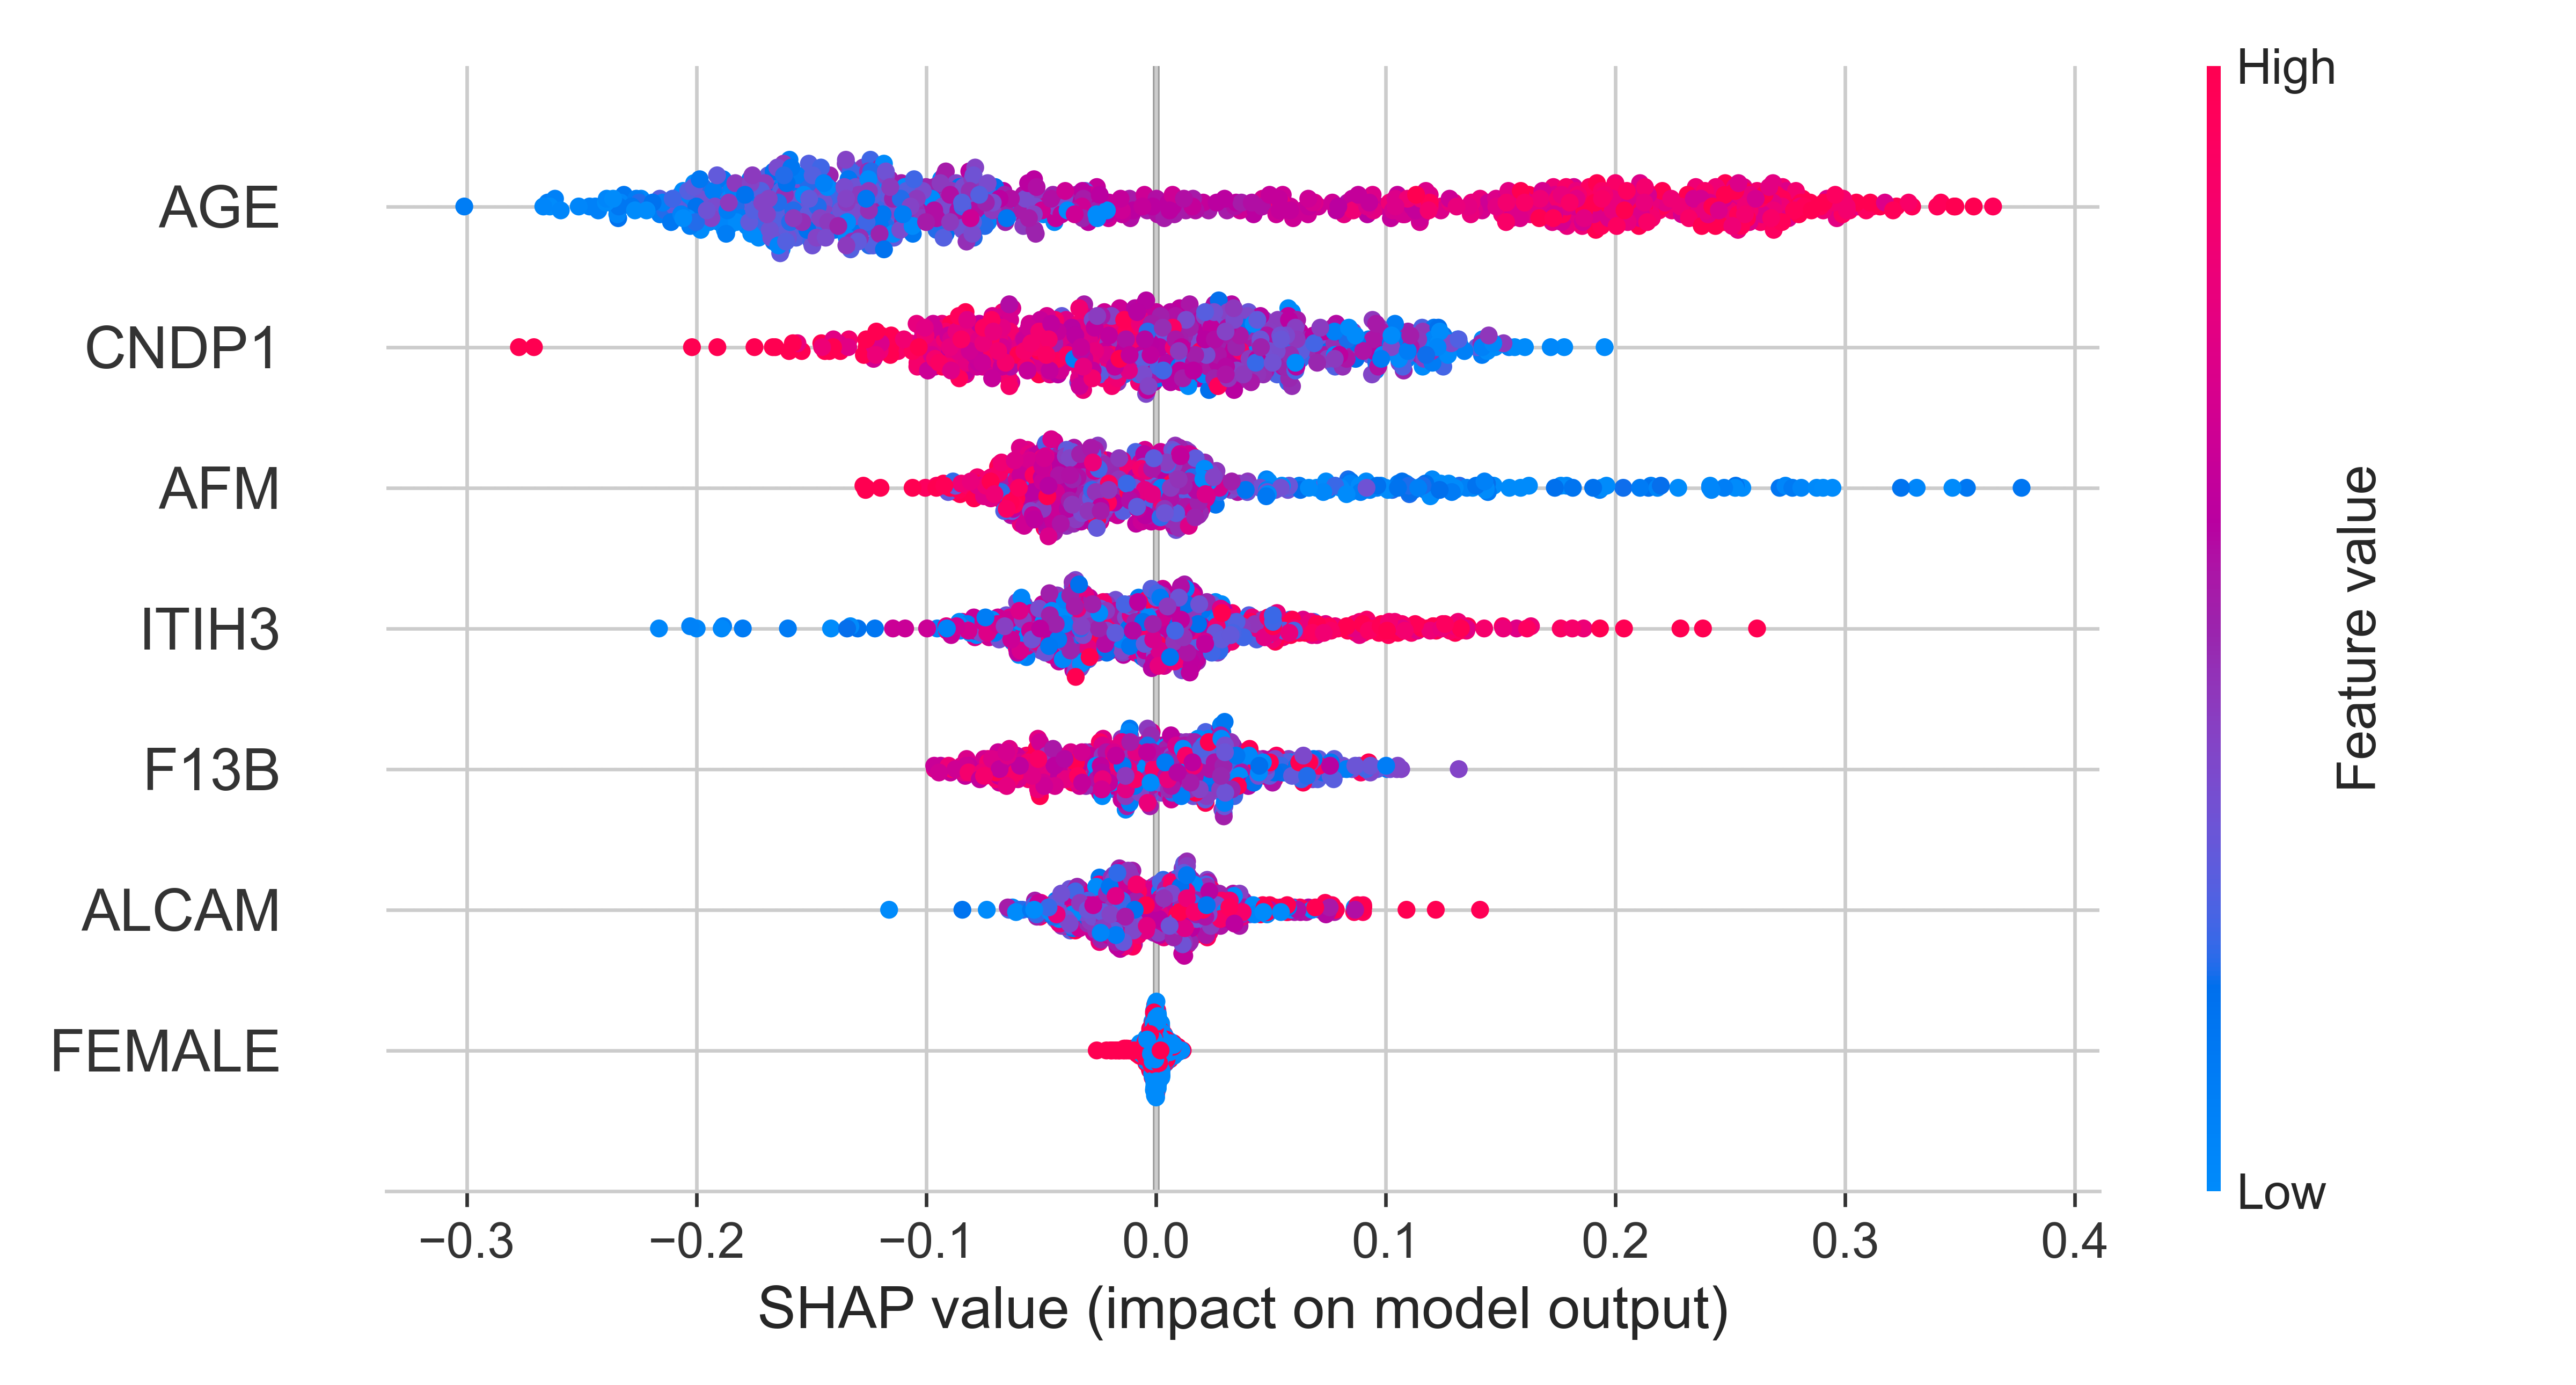 High
AGE
CNDP1
AFM
ITIH3
F13B
ALCAM
FEMALE
Feature value
Low
−0.3 −0.2 −0.1 0.0 0.1 0.2 0.3 0.4
SHAP value (impact on model output)